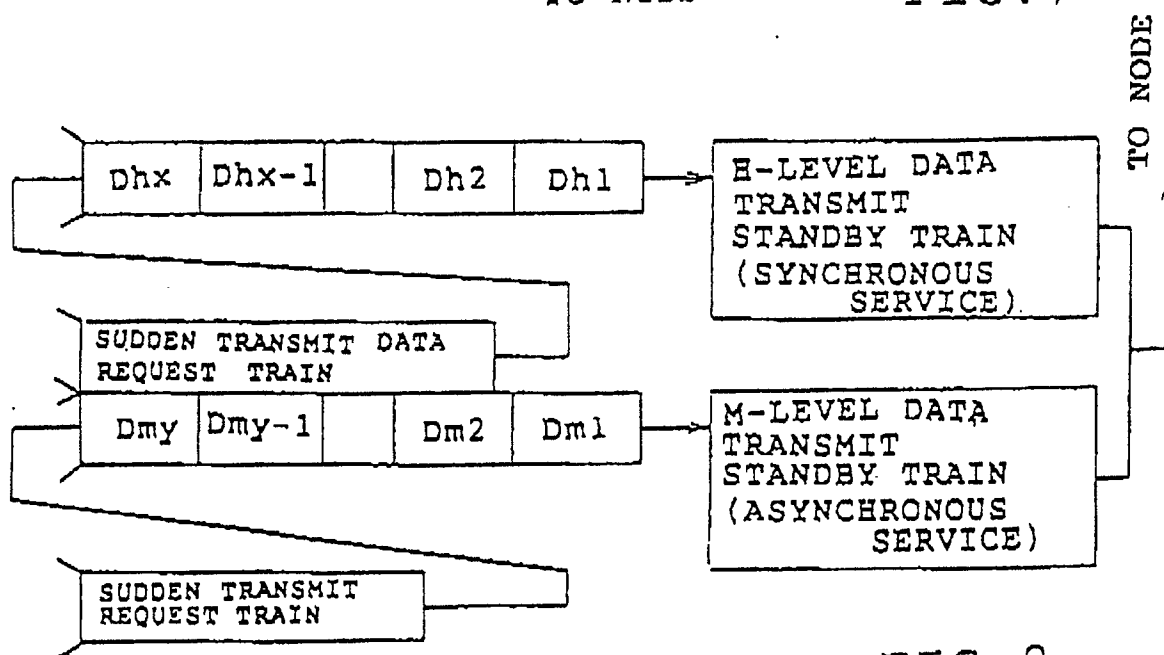 TO NODE
Dhx Dhx-1 Dh2 Dh1
H-LEVEL DATA
TRANSMIT
STANDBY TRAIN
(SYNCHRONOUS
SERVICE)
SUDDEN TRANSMIT DATA
REQUEST TRAIN
Dmy Dmy-1 Dm2 Dm1
M-LEVEL DATA
TRANSMIT
STANDBY TRAIN
(ASYNCHRONOUS
SERVICE)
SUDDEN TRANSMIT
REQUEST TRAIN